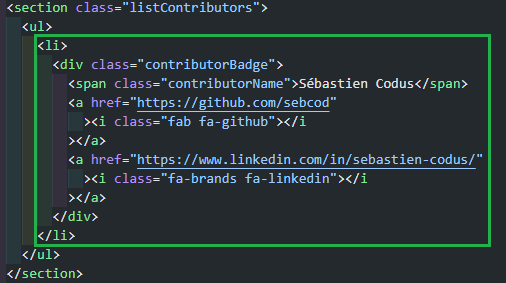 <section class="listContributors">
<ul>
<li>
<div class="contributorBadge">
<span class="contributorName">Sébastien Codus</span>
<a href="https://github.com/sebcod"
><i class="fab fa-github"></i
></a>
<a href="https://www.linkedin.com/in/sebastien-codus/"
><i class="fa-brands fa-linkedin"></i
></a>
</div>
</li>
</ul>
</section>